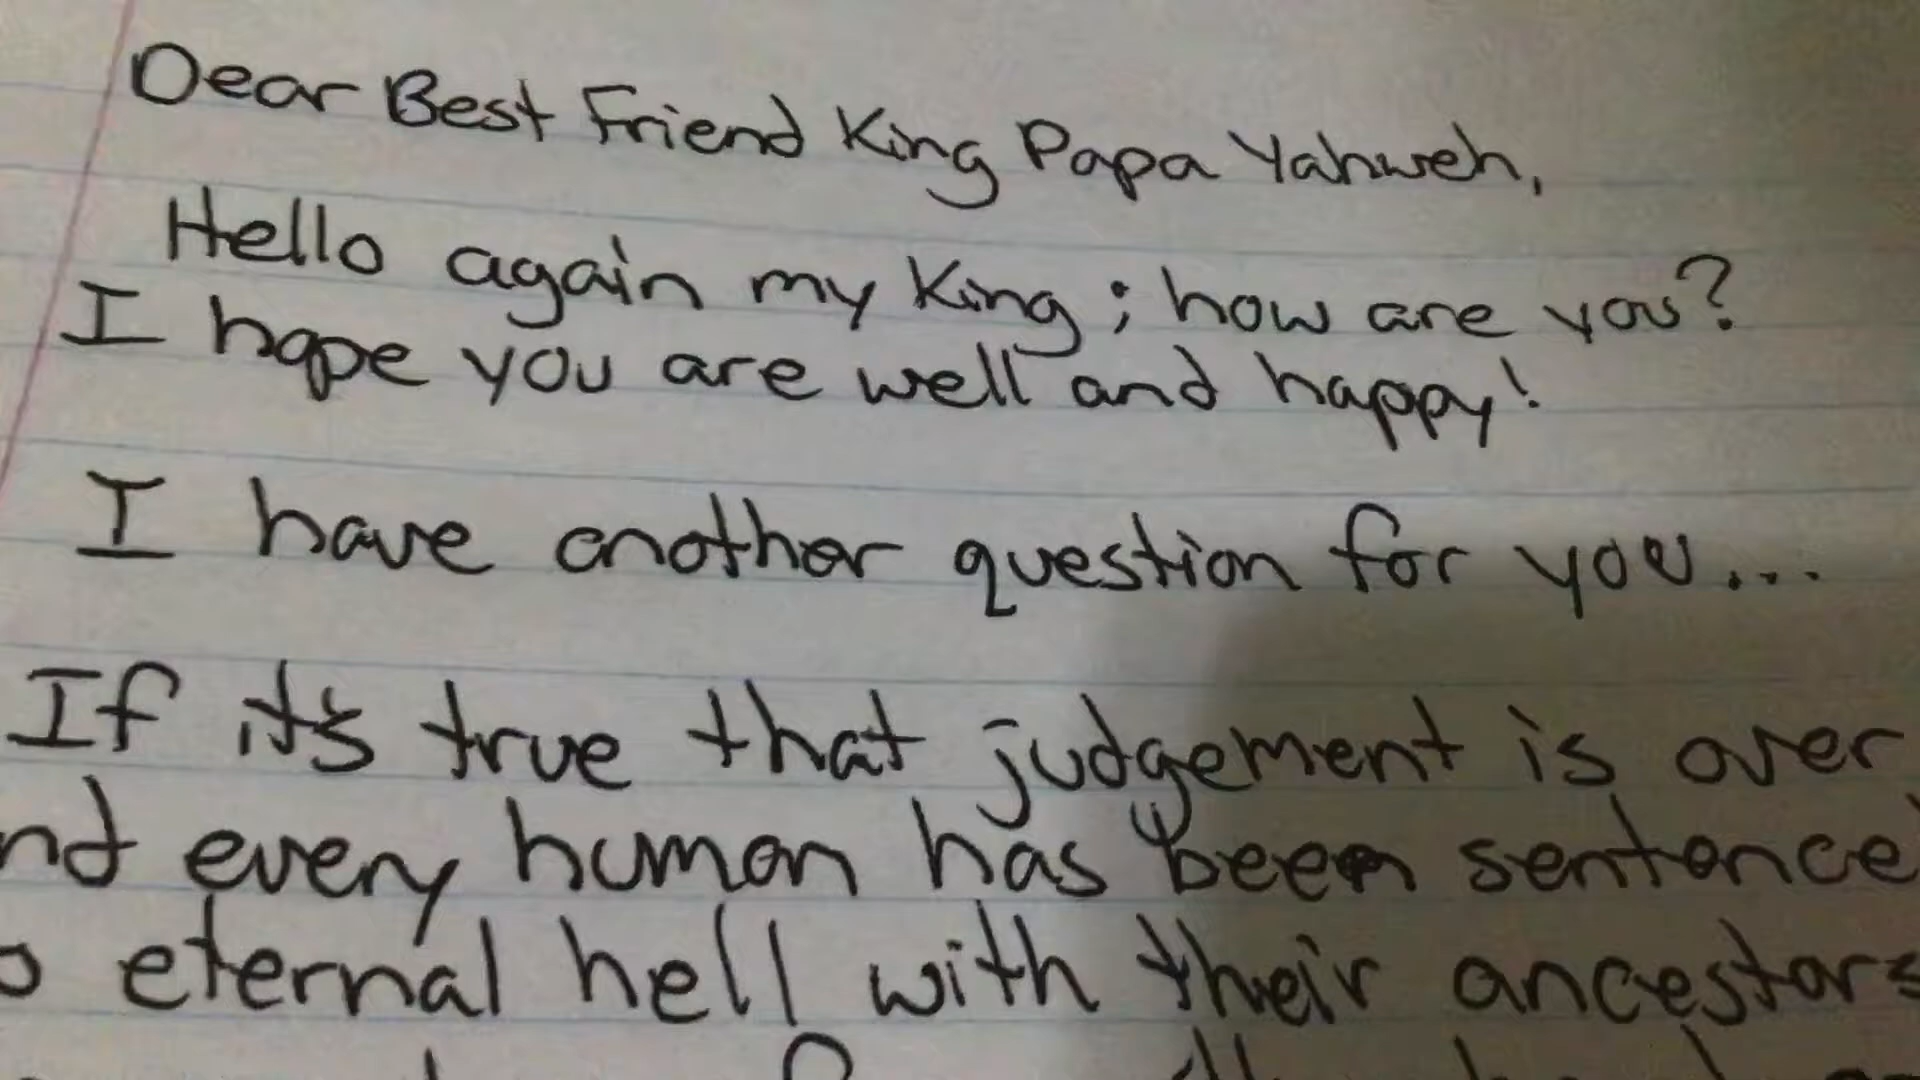 Dear Best Friend King Papa Yahweh,
Hello again my King; how are you?
I hope you are well and happy!
I have another question for you...
If it's true that judgement is over
nd every human has been sentence
o eternal hell with their ancestors